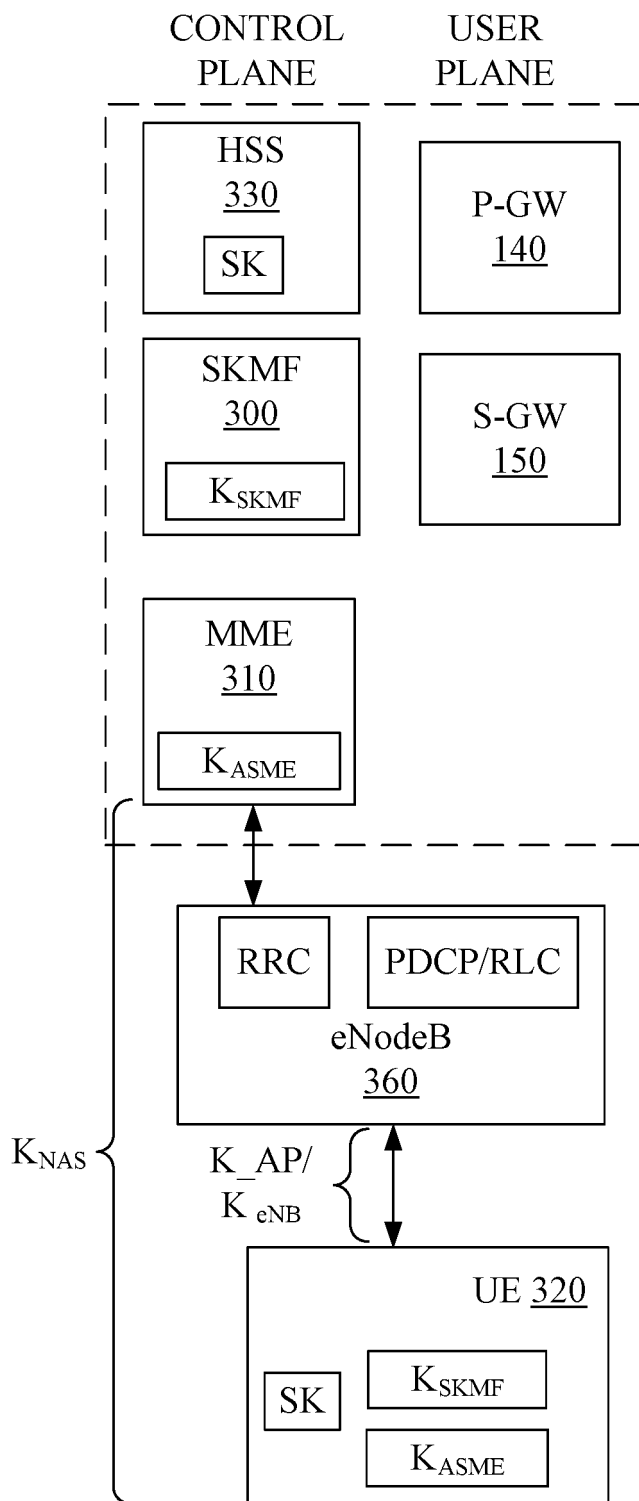 CONTROL
PLANE
USER
PLANE
HSS
330
SK
P-GW
140
SKMF
300
K_SKMF
S-GW
150
MME
310
K_ASME
RRC
PDCP/RLC
eNodeB
360
K_NAS
K_AP/
K eNB
UE 320
SK
K_SKMF
K_ASME